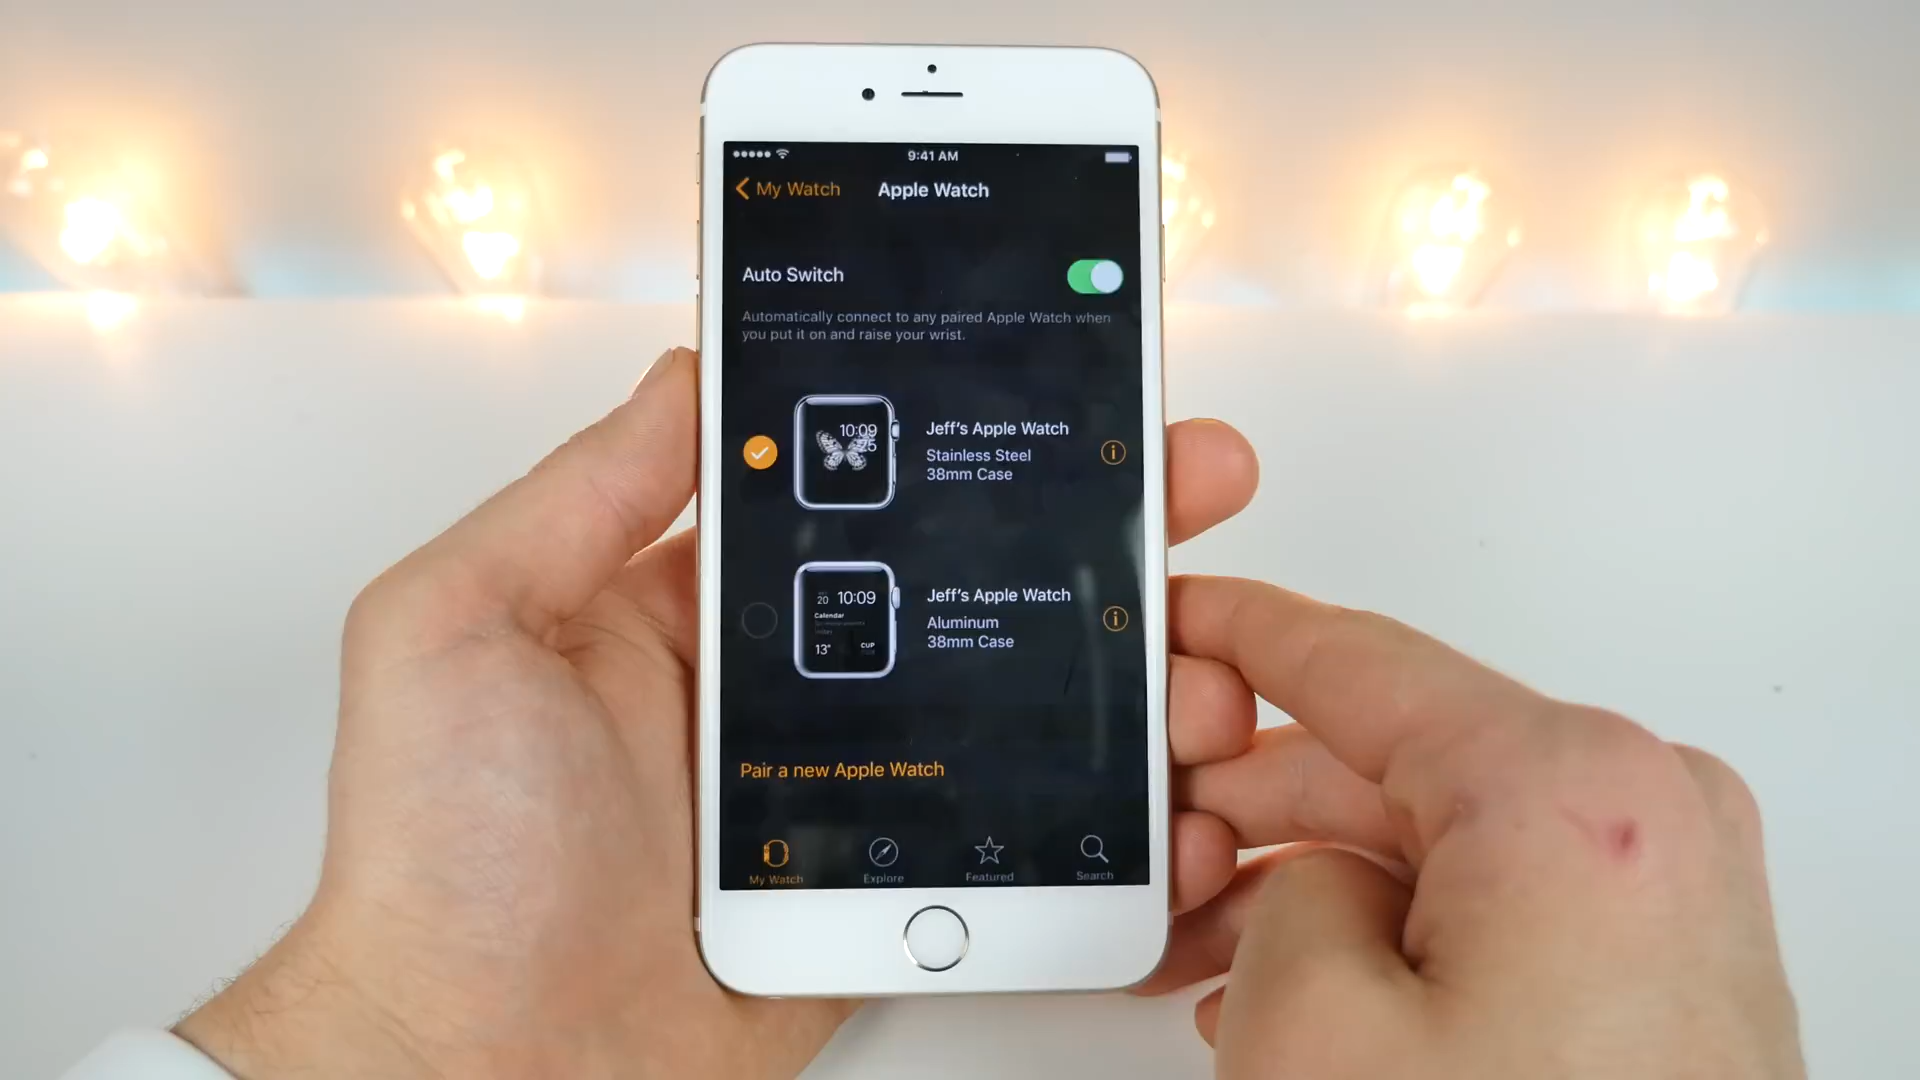 9:41 AM
My Watch
Apple Watch
Auto Switch
Automatically connect to any paired Apple Watch when
you put it on and raise your wrist.
10:09
25
Jeff's Apple Watch
Stainless Steel
38mm Case
20
10:09
Calendar
13°
CUP
Jeff's Apple Watch
Aluminum
38mm Case
Pair a new Apple Watch
My Watch
Explore
Featured
Search